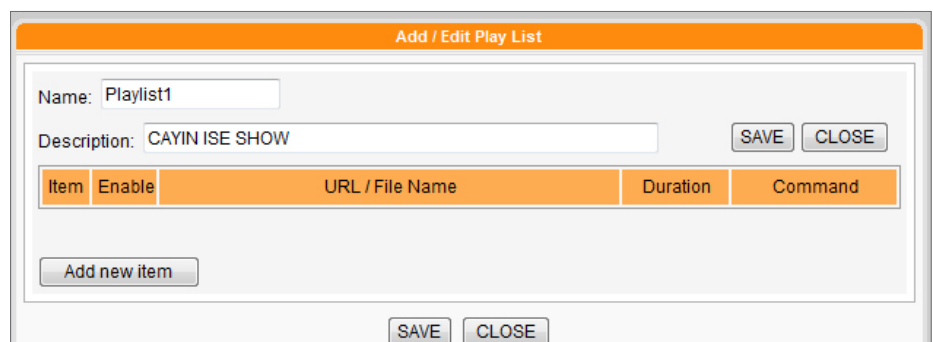 Add / Edit Play List
Name: Playlist1
Description: CAYIN ISE SHOW SAVE CLOSE
Item Enable URL / File Name Duration Command
Add new item
SAVE CLOSE